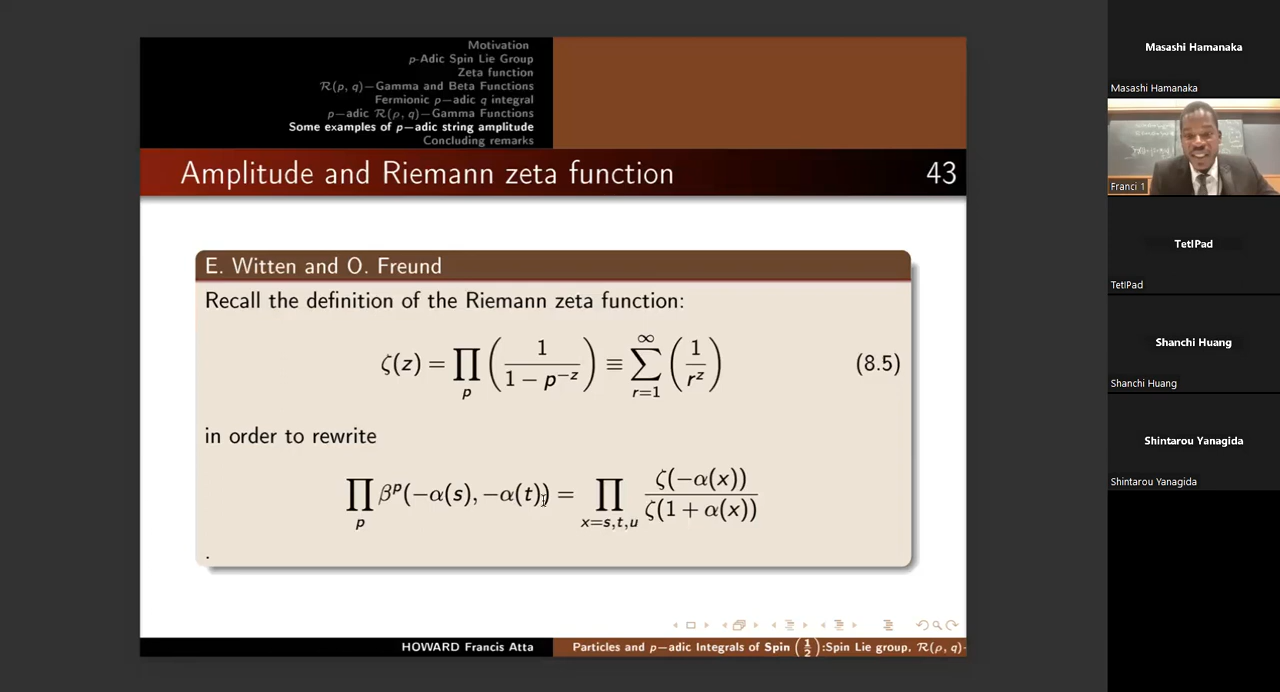 Motivation
p-Adic Spin Lie Group
Zeta function
R(p, q)−Gamma and Beta Functions
Fermionic p−adic q integral
p−adic R(p, q)−Gamma Functions
Some examples of p−adic string amplitude
Concluding remarks
Amplitude and Riemann zeta function 43
E. Witten and O. Freund
Recall the definition of the Riemann zeta function:
ζ(z) = ∏_p (1/(1 − p^{−z})) ≡ ∑_{r=1}^{∞} (1/r^z) (8.5)
in order to rewrite
∏_p β^p(−α(s), −α(t)) = ∏_{x=s,t,u} ζ(−α(x))/ζ(1 + α(x))
.
HOWARD Francis Atta
Particles and p−adic Integrals of Spin (1/2):Spin Lie group, R(p, q)-
Masashi Hamanaka
Masashi Hamanaka
Franci 1
TetIPad
TetIPad
Shanchi Huang
Shanchi Huang
Shintarou Yanagida
Shintarou Yanagida